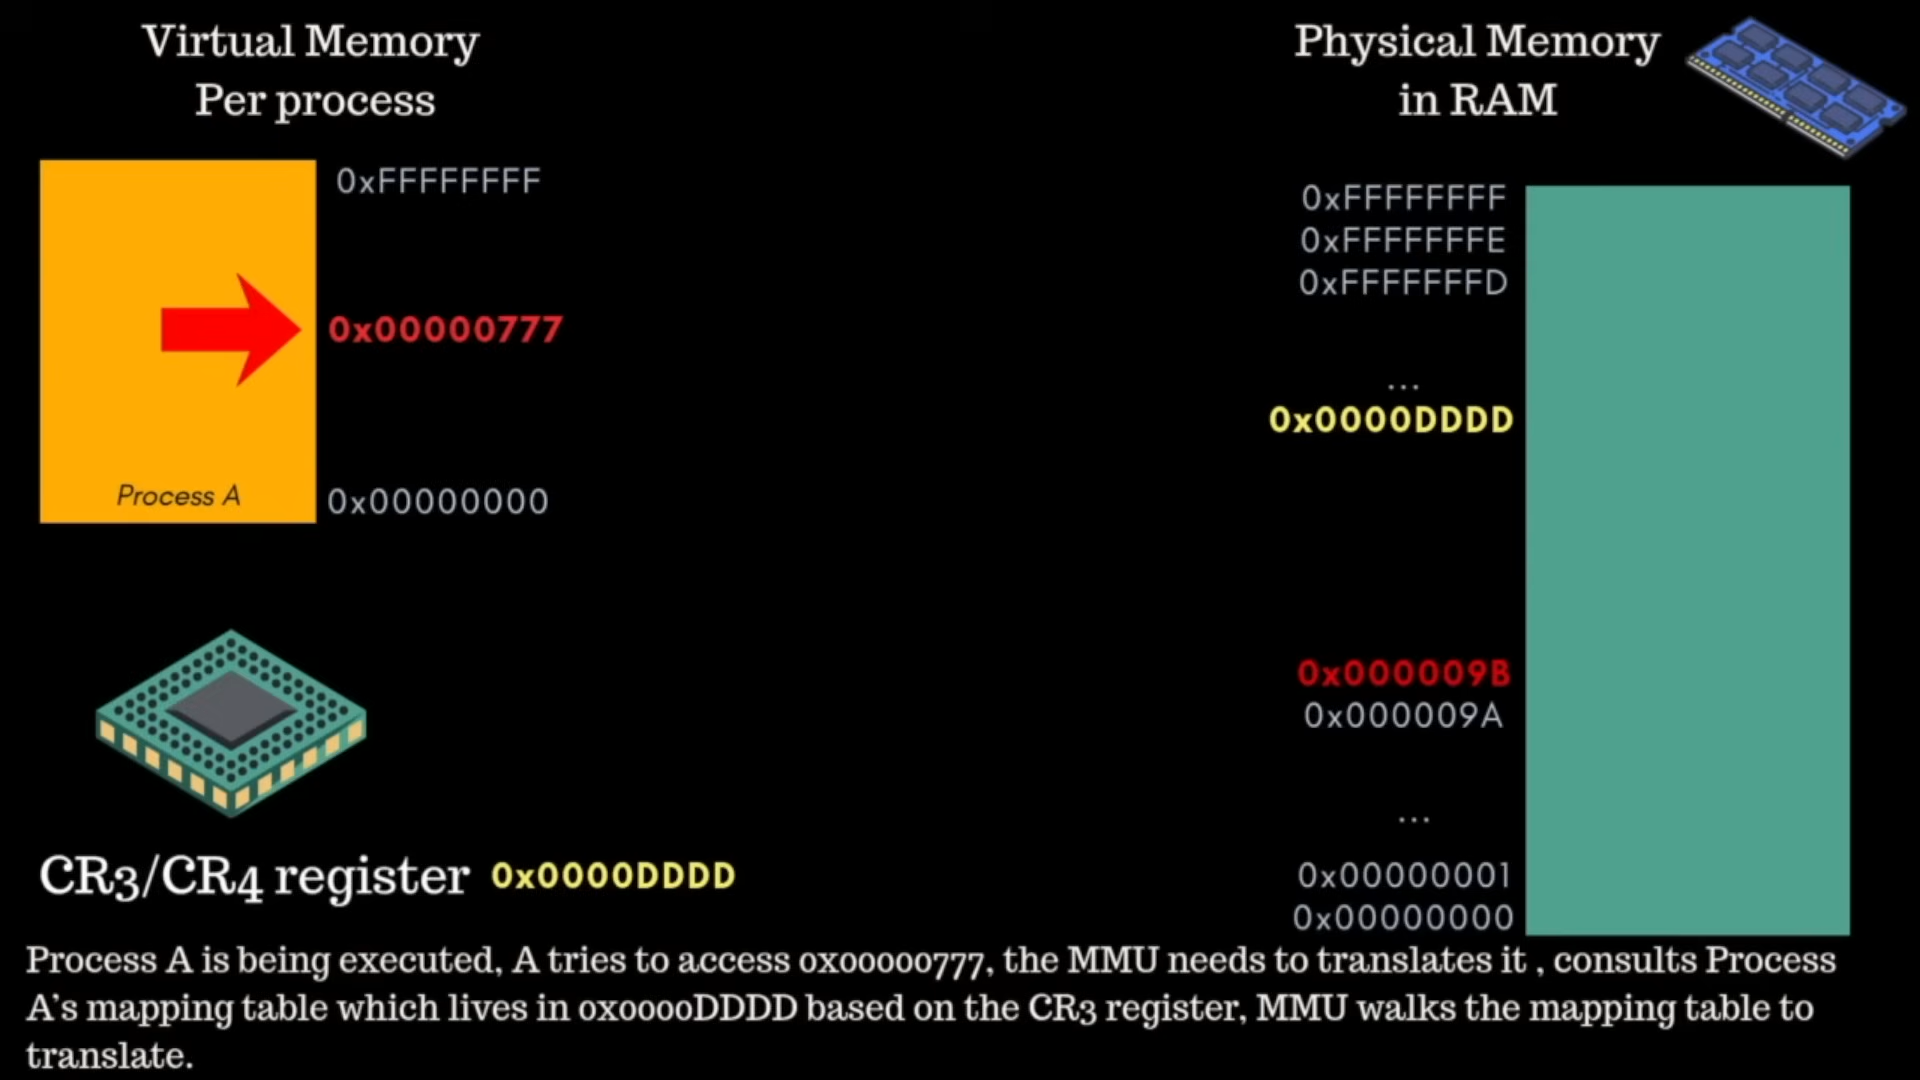 Virtual Memory
Per process
Physical Memory
in RAM
0xFFFFFFFF
0x00000777
Process A
0x00000000
0xFFFFFFFF
0xFFFFFFFE
0xFFFFFFFD
...
0x0000DDDD
0x000009B
0x000009A
...
0x00000001
0x00000000
CR3/CR4 register 0x0000DDDD
Process A is being executed, A tries to access 0x00000777, the MMU needs to translates it , consults Process
A's mapping table which lives in 0x0000DDDD based on the CR3 register, MMU walks the mapping table to
translate.